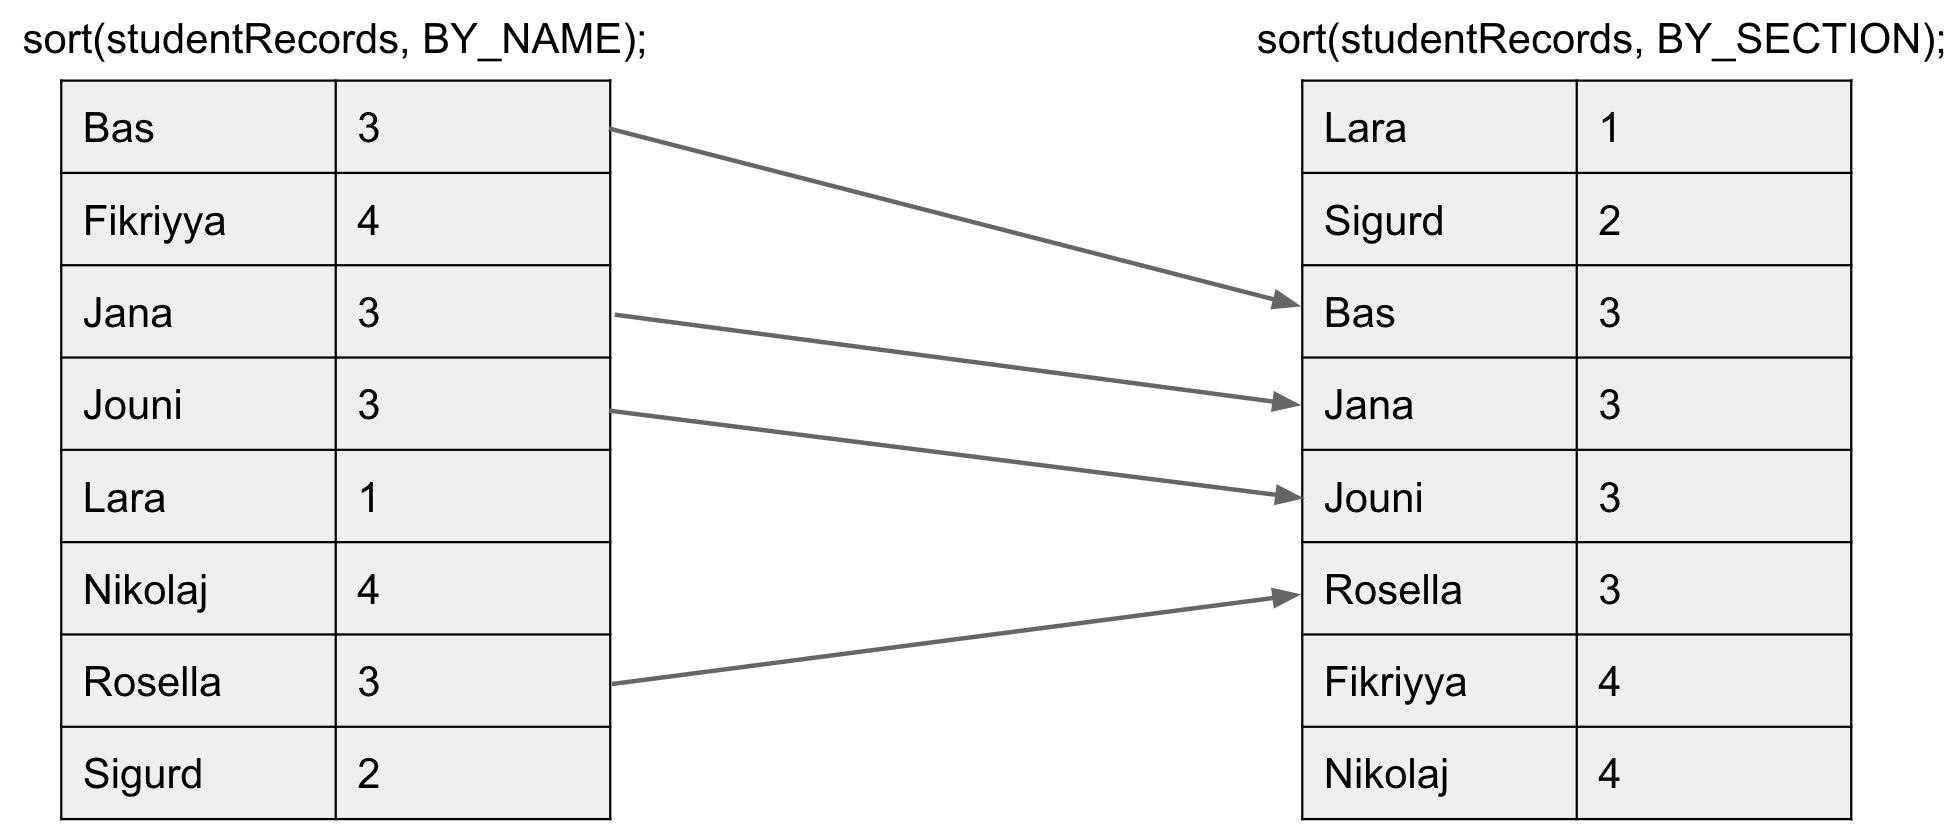 sort(studentRecords, BY_NAME);
Bas 3
Fikriyya 4
Jana 3
Jouni 3
Lara 1
Nikolaj 4
Rosella 3
Sigurd 2
sort(studentRecords, BY_SECTION);
Lara 1
Sigurd 2
Bas 3
Jana 3
Jouni 3
Rosella 3
Fikriyya 4
Nikolaj 4